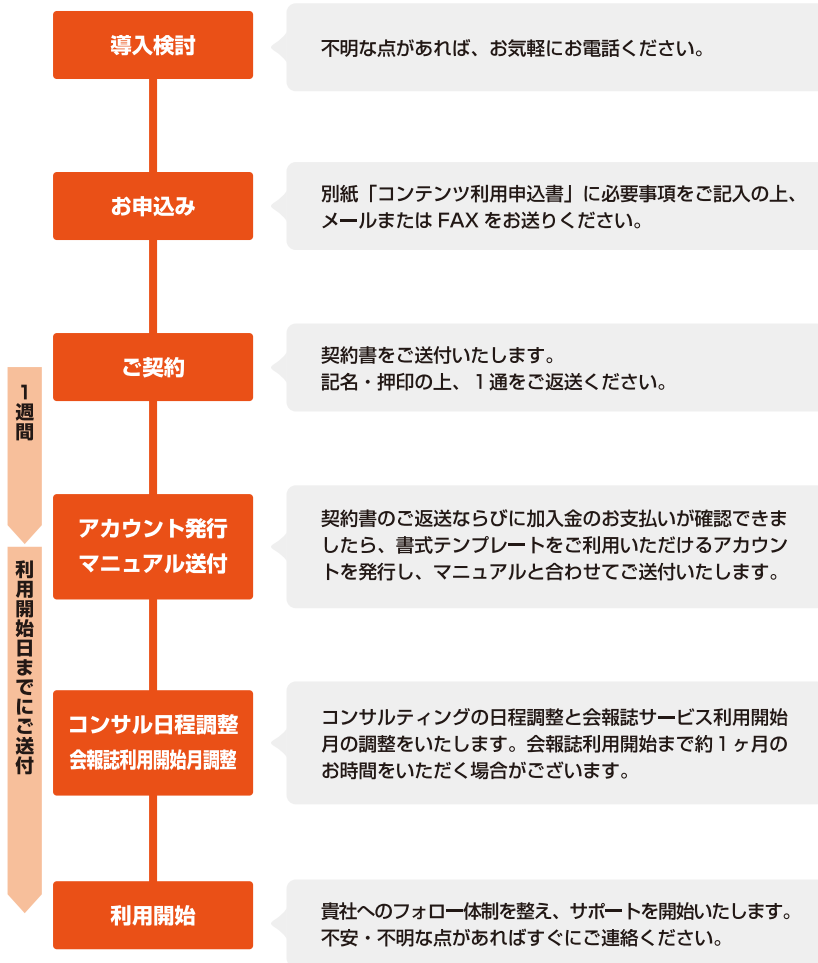 導入検討
不明な点があれば、お気軽にお電話ください。
お申込み
別紙「コンテンツ利用申込書」に必要事項をご記入の上、
メールまたは FAX をお送りください。
ご契約
契約書をご送付いたします。
記名・押印の上、1通をご返送ください。
1週間
アカウント発行
マニュアル送付
契約書のご返送ならびに加入金のお支払いが確認できま
したら、書式テンプレートをご利用いただけるアカウン
トを発行し、マニュアルと合わせてご送付いたします。
利用開始日までにご送付
コンサル日程調整
会報誌利用開始月調整
コンサルティングの日程調整と会報誌サービス利用開始
月の調整をいたします。会報誌利用開始まで約1ヶ月の
お時間をいただく場合がございます。
利用開始
貴社へのフォロー体制を整え、サポートを開始いたします。
不安・不明な点があればすぐにご連絡ください。